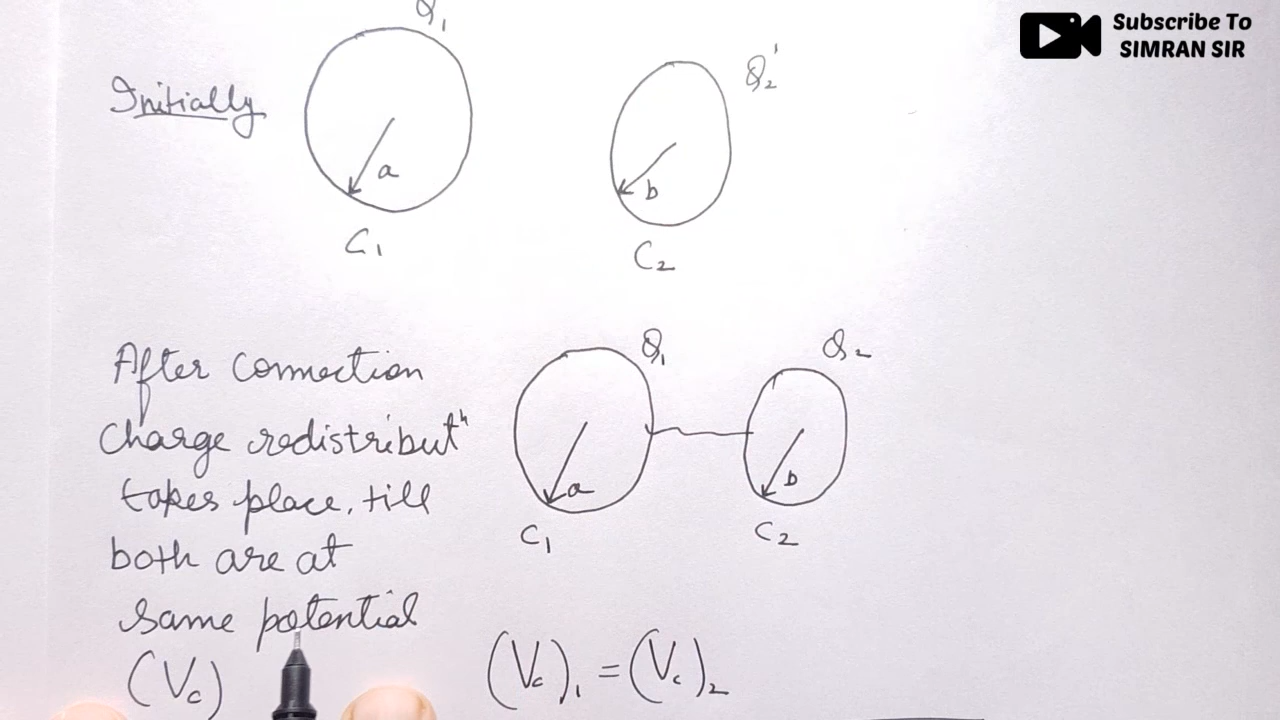 Q₁
Subscribe To
SIMRAN SIR
Initially
Q₂'
a
b
C₁
C₂
After connection
charge redistributⁿ
takes place, till
both are at
same potential
(Vc)
Q₁
Q₂
a
b
C₁
C₂
(Vc)₁ = (Vc)₂